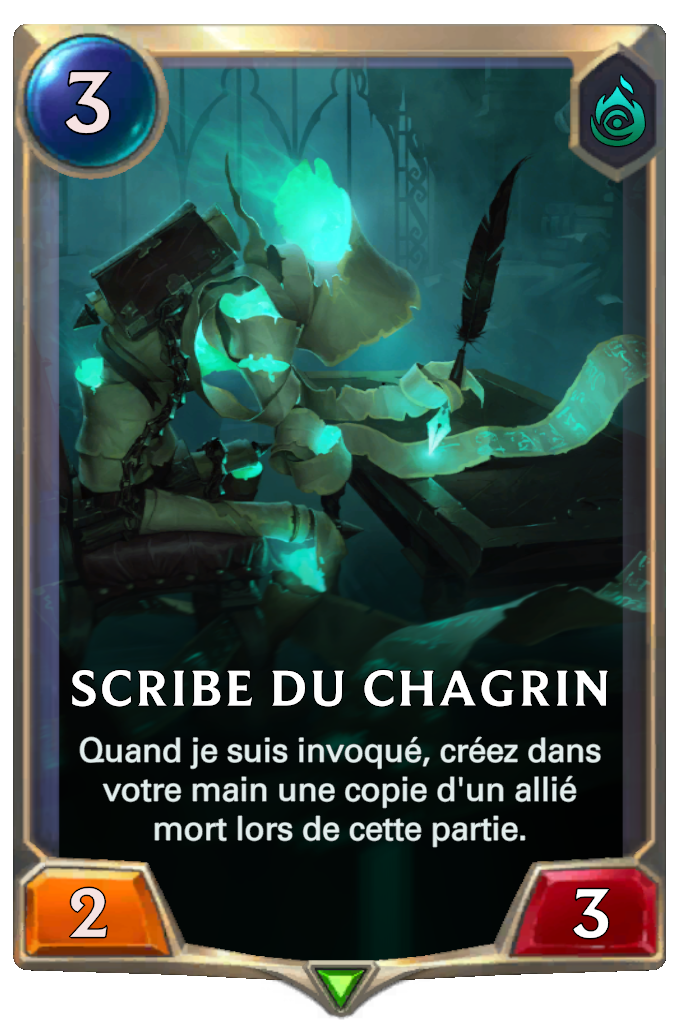 3
SCRIBE DU CHAGRIN
Quand je suis invoqué, créez dans
votre main une copie d'un allié
mort lors de cette partie.
2
3